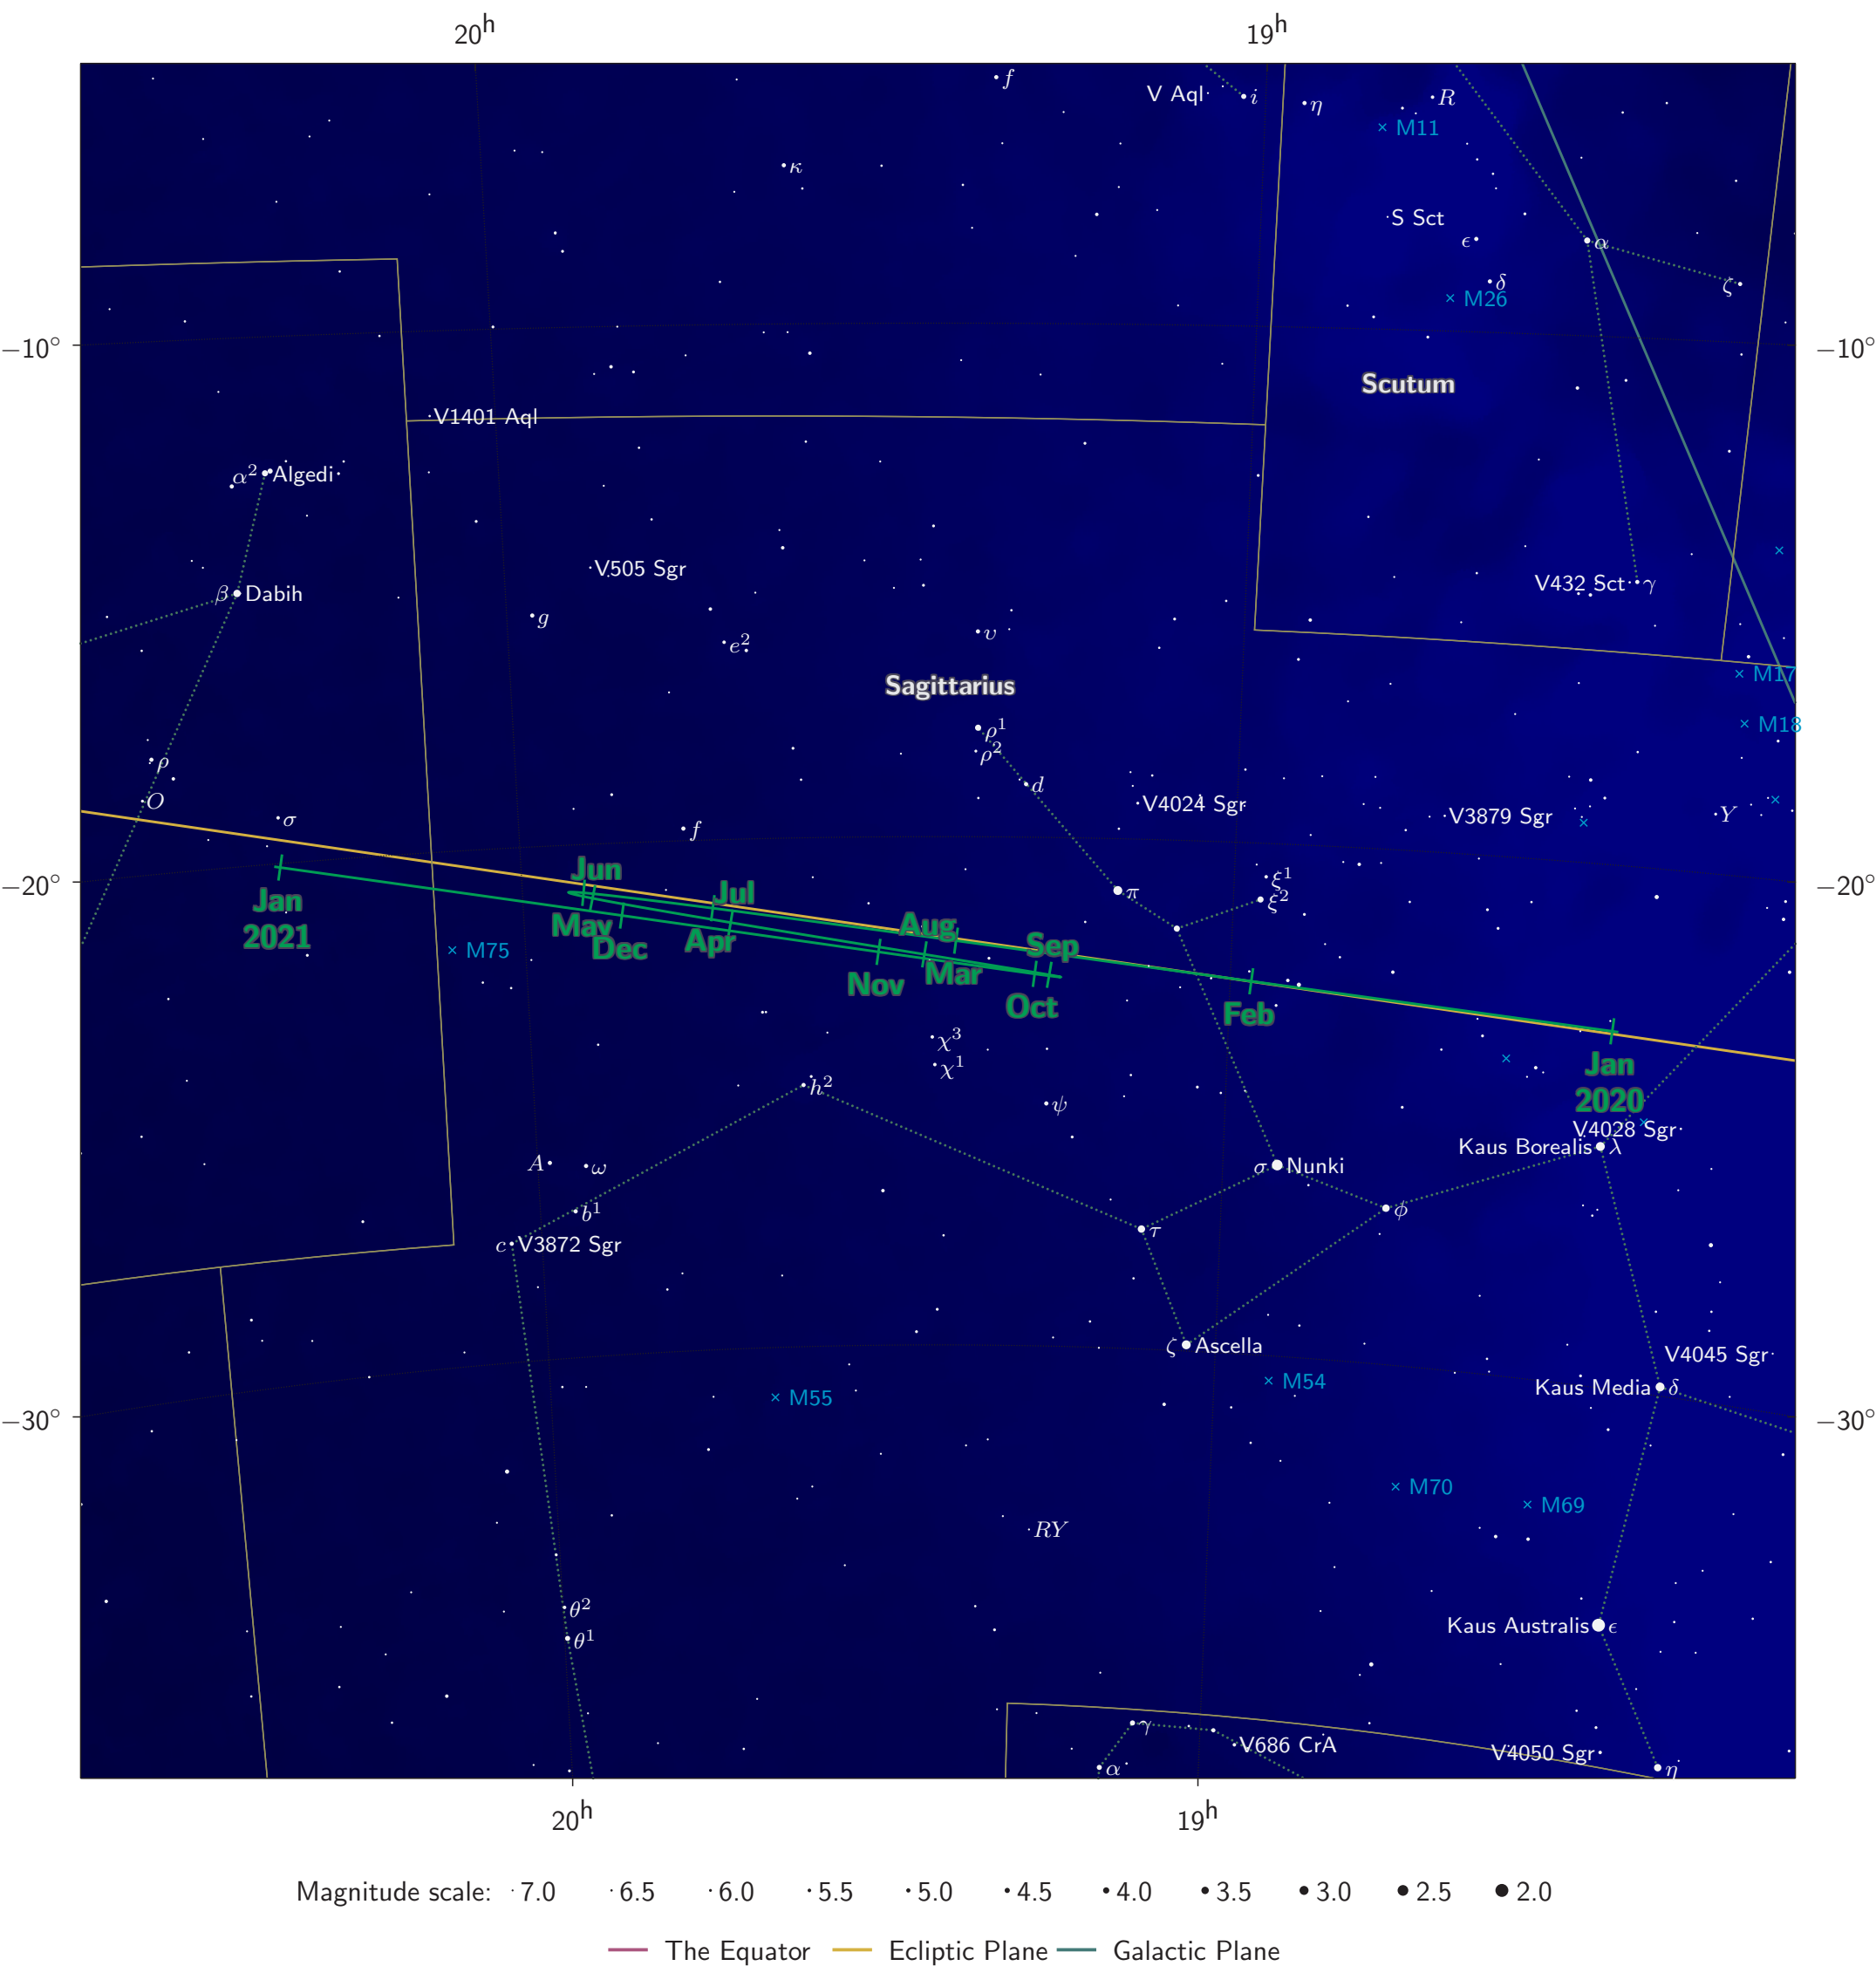 20h 19h
f
V Aql i η R
M11
κ
S Sct
ϵ α
δ ζ
M26
−10° −10°
Scutum
V1401 Aql
α2 Algedi
V505 Sgr
V432 Sct γ
β Dabih
g
υ
e2
M17
Sagittarius
M18
ρ1
ρ2
ρ
d
O V4024 Sgr
σ V3879 Sgr Y
f
Jun ξ1
−20° −20°
Jul π ξ2
Jan
2021
May Aug
Dec Apr Sep
M75
Nov Mar
Oct Feb
χ3
χ1 Jan
2020
h2
ψ
V4028 Sgr
Kaus Borealis λ
A ω σ Nunki
b1 ϕ
τ
c V3872 Sgr
ζ Ascella
V4045 Sgr
M54
Kaus Media δ
M55
−30° −30°
M70
M69
RY
θ2
Kaus Australis ϵ
θ1
γ
V686 CrA
V4050 Sgr
α η
20h 19h
Magnitude scale: 7.0 6.5 6.0 5.5 5.0 4.5 4.0 3.5 3.0 2.5 2.0
The Equator Ecliptic Plane Galactic Plane